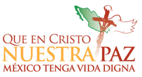 Que en Cristo
Nuestra Paz
México tenga vida digna